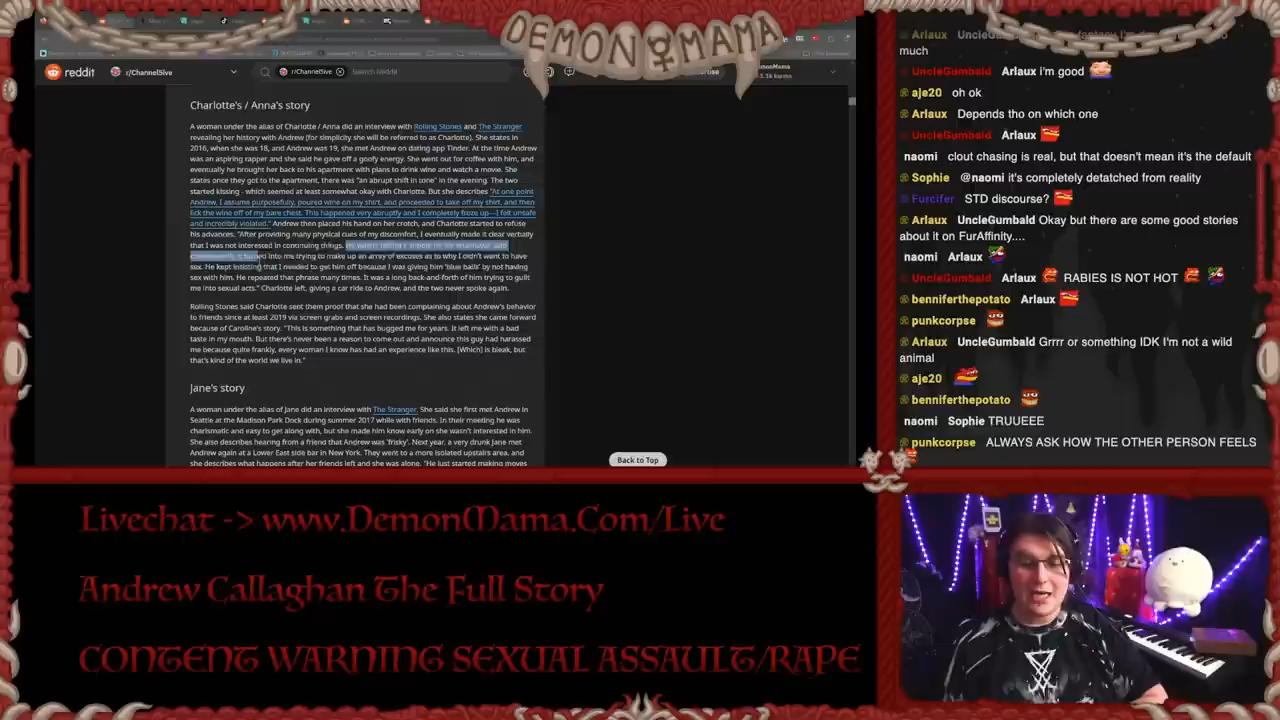 DEMON MAMA
reddit
r/Channel5ive
r/Channel5ive
Search Reddit
Charlotte's / Anna's story
A woman under the alias of Charlotte / Anna did an interview with Rolling Stones and The Stranger
revealing her history with Andrew (for simplicity she will be referred to as Charlotte). She states in
2016, when she was 18, and Andrew was 19, she met Andrew on dating app Tinder. At the time Andrew
was an aspiring rapper and she said he gave off a goofy energy. She went out for coffee with him, and
eventually he brought her back to his apartment with plans to drink wine and watch a movie. She
states once they got to the apartment, there was "an abrupt shift in tone" in the evening. The two
started kissing - which seemed at least somewhat okay with Charlotte. But she describes "At one point
Andrew, I assume purposefully, poured wine on my shirt, and proceeded to take off my shirt, and then
lick the wine off of my bare chest. This happened very abruptly and I completely froze up—I felt unsafe
and incredibly violated." Andrew then placed his hand on her crotch, and Charlotte started to refuse
his advances. "After providing many physical cues of my discomfort, I eventually made it clear verbally
that I was not interested in continuing things.
it turned into me trying to make up an array of excuses as to why I didn't want to have
sex. He kept insisting that I needed to get him off because I was giving him 'blue balls' by not having
sex with him. He repeated that phrase many times. It was a long back-and-forth of him trying to guilt
me into sexual acts." Charlotte left, giving a car ride to Andrew, and the two never spoke again.
Rolling Stones said Charlotte sent them proof that she had been complaining about Andrew's behavior
to friends since at least 2019 via screen grabs and screen recordings. She also states she came forward
because of Caroline's story. "This is something that has bugged me for years. It left me with a bad
taste in my mouth. But there's never been a reason to come out and announce this guy had harassed
me because quite frankly, every woman I know has had an experience like this. [Which] is bleak, but
that's kind of the world we live in."
Jane's story
A woman under the alias of Jane did an interview with The Stranger. She said she first met Andrew in
Seattle at the Madison Park Dock during summer 2017 while with friends. In their meeting he was
charismatic and easy to get along with, but she made him know early on she wasn't interested in him.
She also describes hearing from a friend that Andrew was 'frisky'. Next year, a very drunk Jane met
Andrew again at a Lower East side bar in New York. They went to a more isolated upstairs area, and
she describes what happens after her friends left and she was alone. "He just started making moves
Back to Top
Arlaux
much
UncleGumbald Arlaux i'm good
aje20 oh ok
Arlaux Depends tho on which one
UncleGumbald Arlaux
naomi clout chasing is real, but that doesn't mean it's the default
Sophie @naomi it's completely detatched from reality
Furcifer STD discourse?
Arlaux UncleGumbald Okay but there are some good stories
about it on FurAffinity....
naomi Arlaux
UncleGumbald Arlaux RABIES IS NOT HOT
benniferthepotato Arlaux
punkcorpse
Arlaux UncleGumbald Grrrr or something IDK I'm not a wild
animal
aje20
benniferthepotato
naomi Sophie TRUUEEE
punkcorpse ALWAYS ASK HOW THE OTHER PERSON FEELS
Livechat -> www.DemonMama.Com/Live
Andrew Callaghan The Full Story
CONTENT WARNING SEXUAL ASSAULT/RAPE